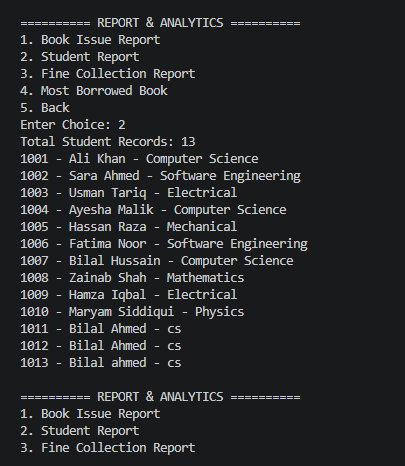 ========== REPORT & ANALYTICS ==========
1. Book Issue Report
2. Student Report
3. Fine Collection Report
4. Most Borrowed Book
5. Back
Enter Choice: 2
Total Student Records: 13
1001 - Ali Khan - Computer Science
1002 - Sara Ahmed - Software Engineering
1003 - Usman Tariq - Electrical
1004 - Ayesha Malik - Computer Science
1005 - Hassan Raza - Mechanical
1006 - Fatima Noor - Software Engineering
1007 - Bilal Hussain - Computer Science
1008 - Zainab Shah - Mathematics
1009 - Hamza Iqbal - Electrical
1010 - Maryam Siddiqui - Physics
1011 - Bilal Ahmed - cs
1012 - Bilal Ahmed - cs
1013 - Bilal ahmed - cs
========== REPORT & ANALYTICS ==========
1. Book Issue Report
2. Student Report
3. Fine Collection Report